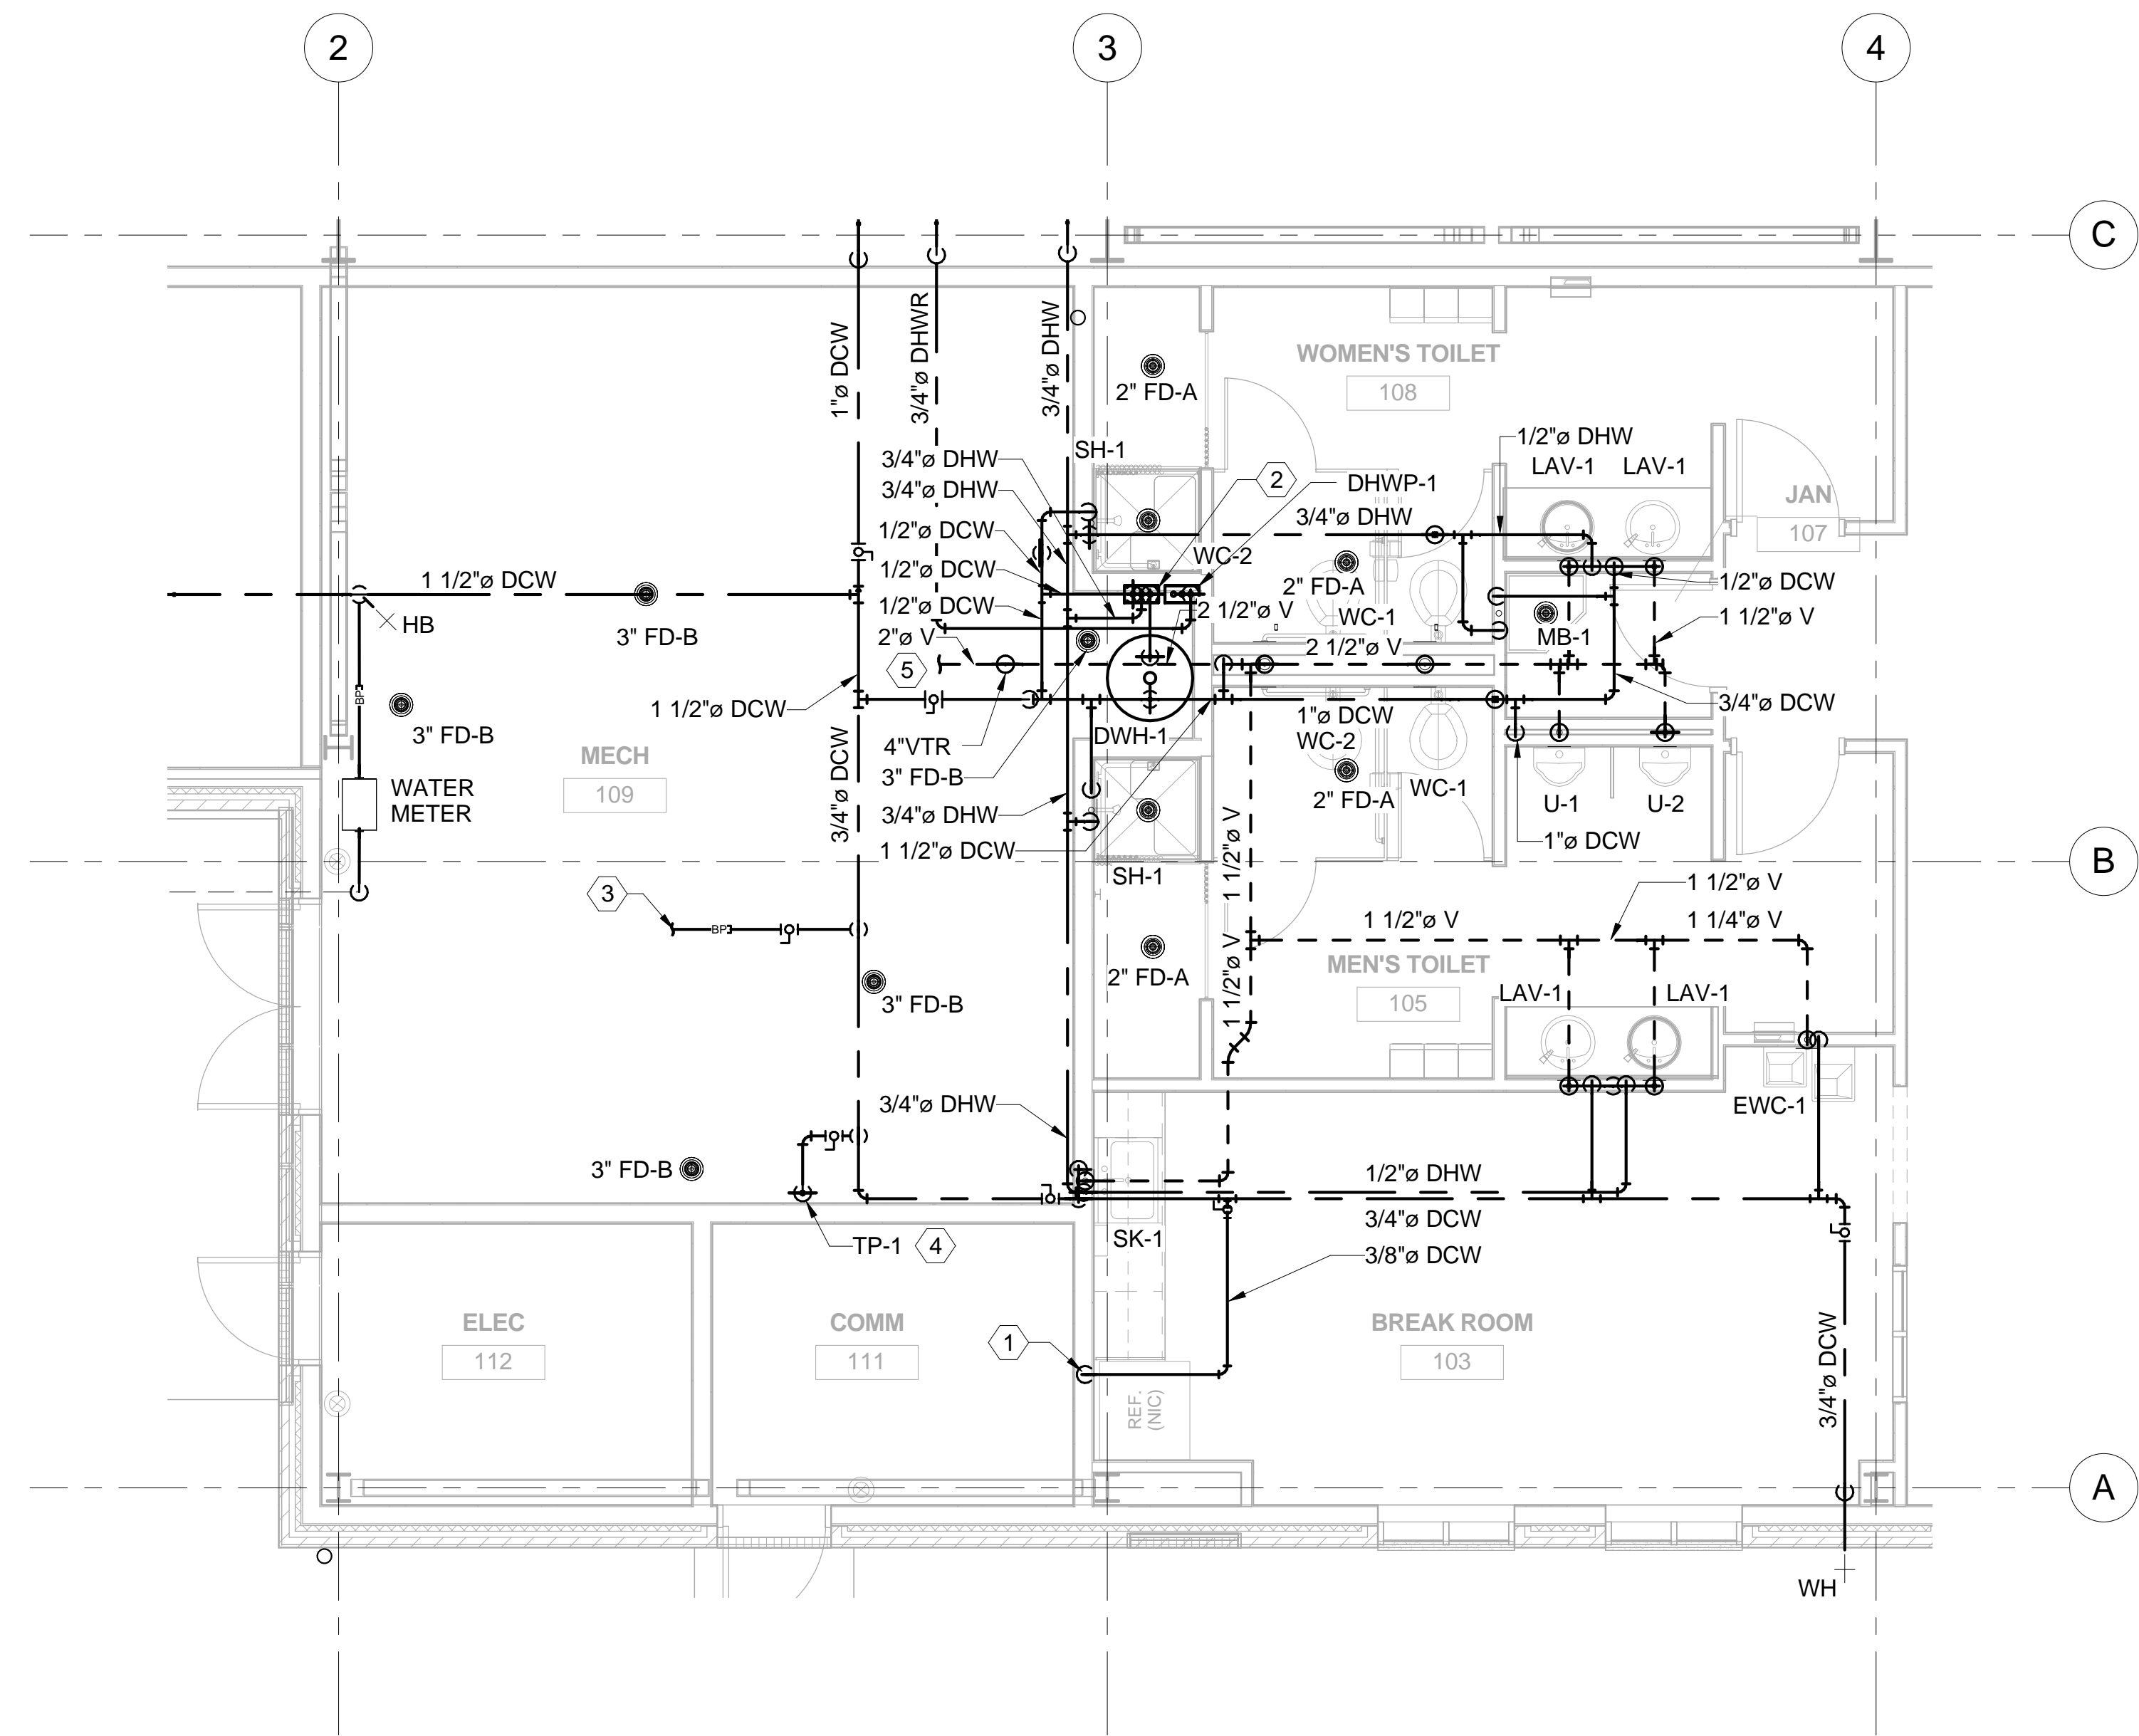 2
3
4
C
1"ø DCW
3/4"ø DHWR
3/4"ø DHW
WOMEN'S TOILET
108
2" FD-A
SH-1
1/2"ø DHW
LAV-1
LAV-1
3/4"ø DHW
3/4"ø DHW
2
DHWP-1
JAN
107
3/4"ø DHW
1/2"ø DCW
WC-2
1 1/2"ø DCW
1/2"ø DCW
2" FD-A
1/2"ø DCW
HB
3" FD-B
1/2"ø DCW
2 1/2"ø V
WC-1
MB-1
1 1/2"ø V
2"ø V
2 1/2"ø V
5
BP
1 1/2"ø DCW
3/4"ø DCW
3" FD-B
1"ø DCW
MECH
109
4"VTR
DWH-1
WC-2
3" FD-B
WATER
METER
2" FD-A
WC-1
U-1
U-2
3/4"ø DCW
3/4"ø DHW
1 1/2"ø DCW
1 1/2"ø V
1"ø DCW
B
SH-1
3
1 1/2"ø V
BP
1 1/2"ø V
1 1/4"ø V
1 1/2"ø V
MEN'S TOILET
105
2" FD-A
LAV-1
LAV-1
3" FD-B
3/4"ø DHW
EWC-1
3" FD-B
1/2"ø DHW
3/4"ø DCW
TP-1
4
SK-1
3/8"ø DCW
ELEC
112
COMM
111
1
BREAK ROOM
103
REF.
(NIC)
3/4"ø DCW
A
WH